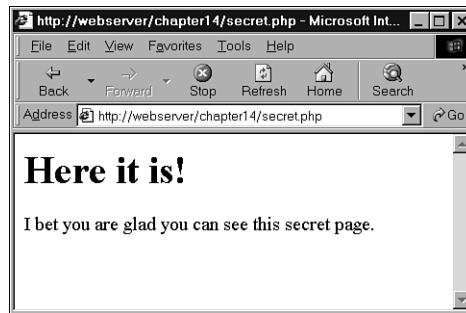 http://webserver/chapter14/secret.php - Microsoft Int...
File Edit View Favorites Tools Help
Back Forward Stop Refresh Home Search
Address http://webserver/chapter14/secret.php Go
Here it is!
I bet you are glad you can see this secret page.